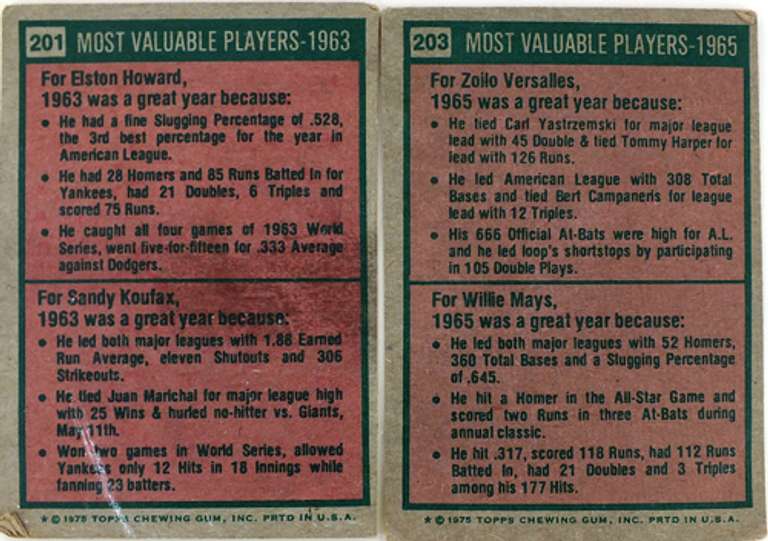 201 MOST VALUABLE PLAYERS-1963
For Elston Howard,
1963 was a great year because:
• He had a fine Slugging Percentage of .528,
the 3rd best percentage for the year in
American League.
• He had 28 Homers and 85 Runs Batted In for
Yankees, had 21 Doubles, 6 Triples and
scored 75 Runs.
• He caught all four games of 1963 World
Series, went five-for-fifteen for .333 Average
against Dodgers.
For Sandy Koufax,
1963 was a great year because:
• He led both major leagues with 1.88 Earned
Run Average, eleven Shutouts and 306
Strikeouts.
• He tied Juan Marichal for major league high
with 25 Wins & hurled no-hitter vs. Giants,
May 11th.
• Won two games in World Series, allowed
Yankees only 12 Hits in 18 Innings while
fanning 23 batters.
★ © 1975 TOPPS CHEWING GUM, INC. PRTD IN U.S.A.
203 MOST VALUABLE PLAYERS-1965
For Zoilo Versalles,
1965 was a great year because:
• He tied Carl Yastrzemski for major league
lead with 45 Double & tied Tommy Harper for
lead with 126 Runs.
• He led American League with 308 Total
Bases and tied Bert Campaneris for league
lead with 12 Triples.
• His 666 Official At-Bats were high for A.L.
and he led loop's shortstops by participating
in 105 Double Plays.
For Willie Mays,
1965 was a great year because:
• He led both major leagues with 52 Homers,
360 Total Bases and a Slugging Percentage
of .645.
• He hit a Homer in the All-Star Game and
scored two Runs in three At-Bats during
annual classic.
• He hit .317, scored 118 Runs, had 112 Runs
Batted In, had 21 Doubles and 3 Triples
among his 177 Hits.
★ © 1975 TOPPS CHEWING GUM, INC. PRTD IN U.S.A.